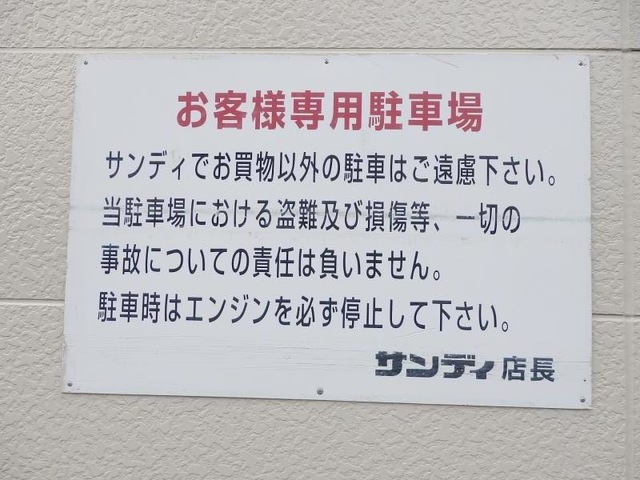 お客様専用駐車場
サンディでお買物以外の駐車はご遠慮下さい。
当駐車場における盗難及び損傷等、一切の
事故についての責任は負いません。
駐車時はエンジンを必ず停止して下さい。
サンディ店長